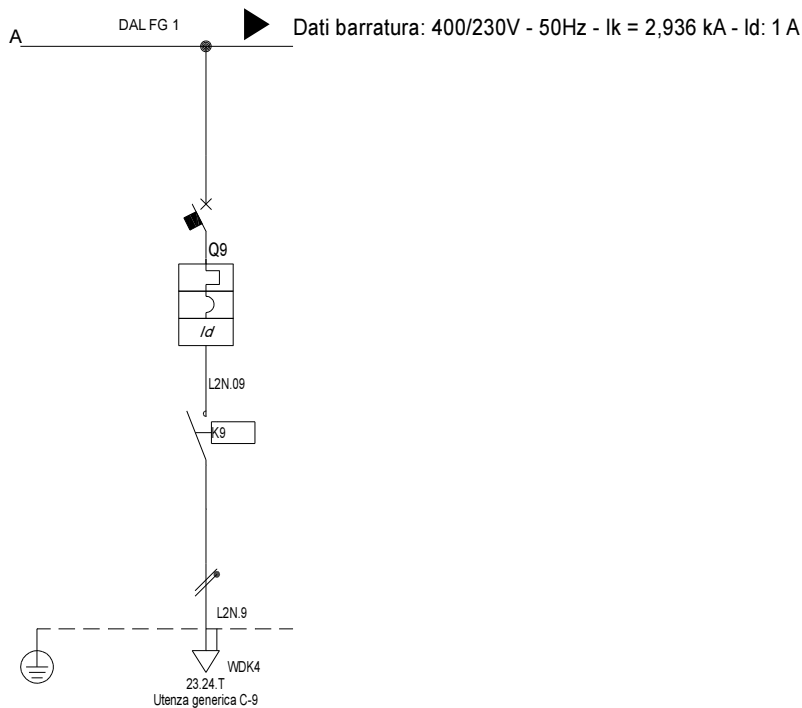 DAL FG 1
Dati barratura: 400/230V - 50Hz - Ik = 2,936 kA - Id: 1 A
A
Q9
Id
L2N.09
K9
L2N.9
WDK4
23.24.T
Utenza generica C-9